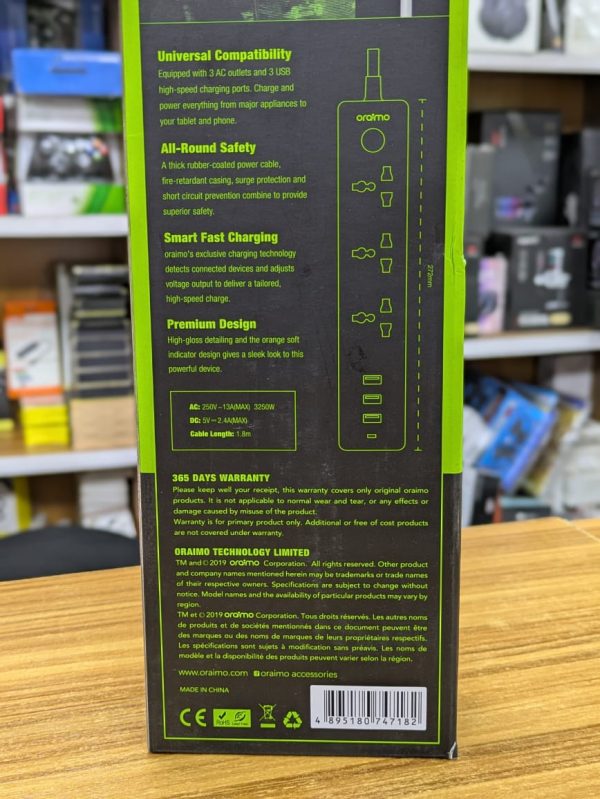 Universal Compatibility
Equipped with 3 AC outlets and 3 USB
high-speed charging ports. Charge and
power everything from major appliances to
your tablet and phone.
All-Round Safety
A thick rubber-coated power cable,
fire-retardant casing, surge protection and
short circuit prevention combine to provide
superior safety.
Smart Fast Charging
oraimo's exclusive charging technology
detects connected devices and adjusts
voltage output to deliver a tailored,
high-speed charge.
Premium Design
High-gloss detailing and the orange soft
indicator design gives a sleek look to this
powerful device.
oraimo
272mm
AC: 250V⎓13A(MAX) 3250W
DC: 5V⎓2.4A(MAX)
Cable Length: 1.8m
365 DAYS WARRANTY
Please keep well your receipt, this warranty covers only original oraimo
products. It is not applicable to normal wear and tear, or any effects or
damage caused by misuse of the product.
Warranty is for primary product only. Additional or free of cost products
are not covered under warranty.
ORAIMO TECHNOLOGY LIMITED
TM and © 2019 oraimo Corporation. All rights reserved. Other product
and company names mentioned herein may be trademarks or trade names
of their respective owners. Specifications are subject to change without
notice. Model names and the availability of particular products may vary by
region.
TM et © 2019 oraimo Corporation. Tous droits réservés. Les autres noms
de produits et de sociétés mentionnés dans ce document peuvent être
des marques ou des noms de marques de leurs propriétaires respectifs.
Les spécifications sont sujets à modification sans préavis. Les noms de
modèle et la disponibilité des produits peuvent varier selon la région.
www.oraimo.com oraimo accessories
MADE IN CHINA
CE RoHS
4 895180 747182